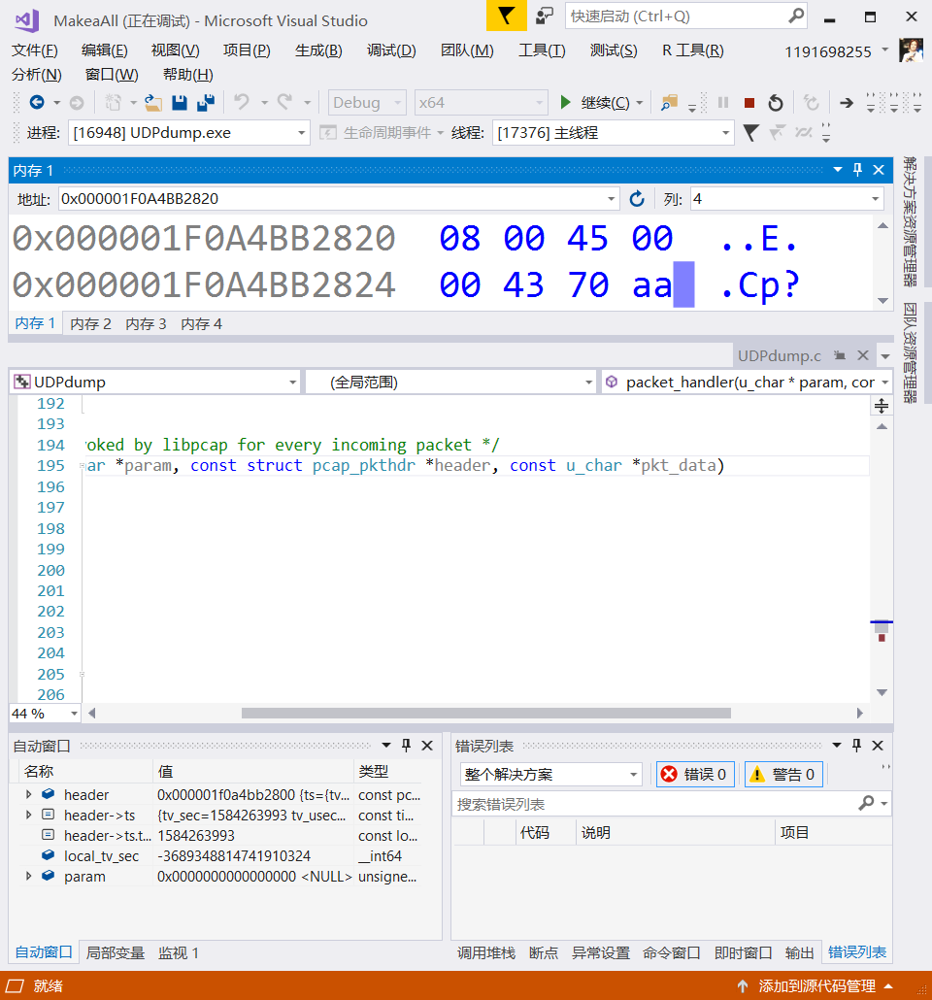 MakeaAll (正在调试) - Microsoft Visual Studio
快速启动 (Ctrl+Q)
文件(F) 编辑(E) 视图(V) 项目(P) 生成(B) 调试(D) 团队(M) 工具(T) 测试(S) R 工具(R) 1191698255
分析(N) 窗口(W) 帮助(H)
Debug x64 继续(C)
进程: [16948] UDPdump.exe 生命周期事件 线程: [17376] 主线程
内存 1
地址: 0x000001F0A4BB2820 列: 4
0x000001F0A4BB2820 08 00 45 00 ..E.
0x000001F0A4BB2824 00 43 70 aa .Cp?
内存 1 内存 2 内存 3 内存 4
解决方案资源管理器
团队资源管理器
UDPdump.c
UDPdump (全局范围) packet_handler(u_char * param, cor
192
193
194 oked by libpcap for every incoming packet */
195 ar *param, const struct pcap_pkthdr *header, const u_char *pkt_data)
196
197
198
199
200
201
202
203
204
205
206
44 %
自动窗口
名称 值 类型
header 0x000001f0a4bb2800 {ts={tv... const pc...
header->ts {tv_sec=1584263993 tv_usec... const ti...
header->ts.t... 1584263993 const lo...
local_tv_sec -3689348814741910324 __int64
param 0x0000000000000000 <NULL> unsigne...
自动窗口 局部变量 监视 1
错误列表
整个解决方案 错误 0 警告 0
搜索错误列表
代码 说明 项目
调用堆栈 断点 异常设置 命令窗口 即时窗口 输出 错误列表
就绪 添加到源代码管理